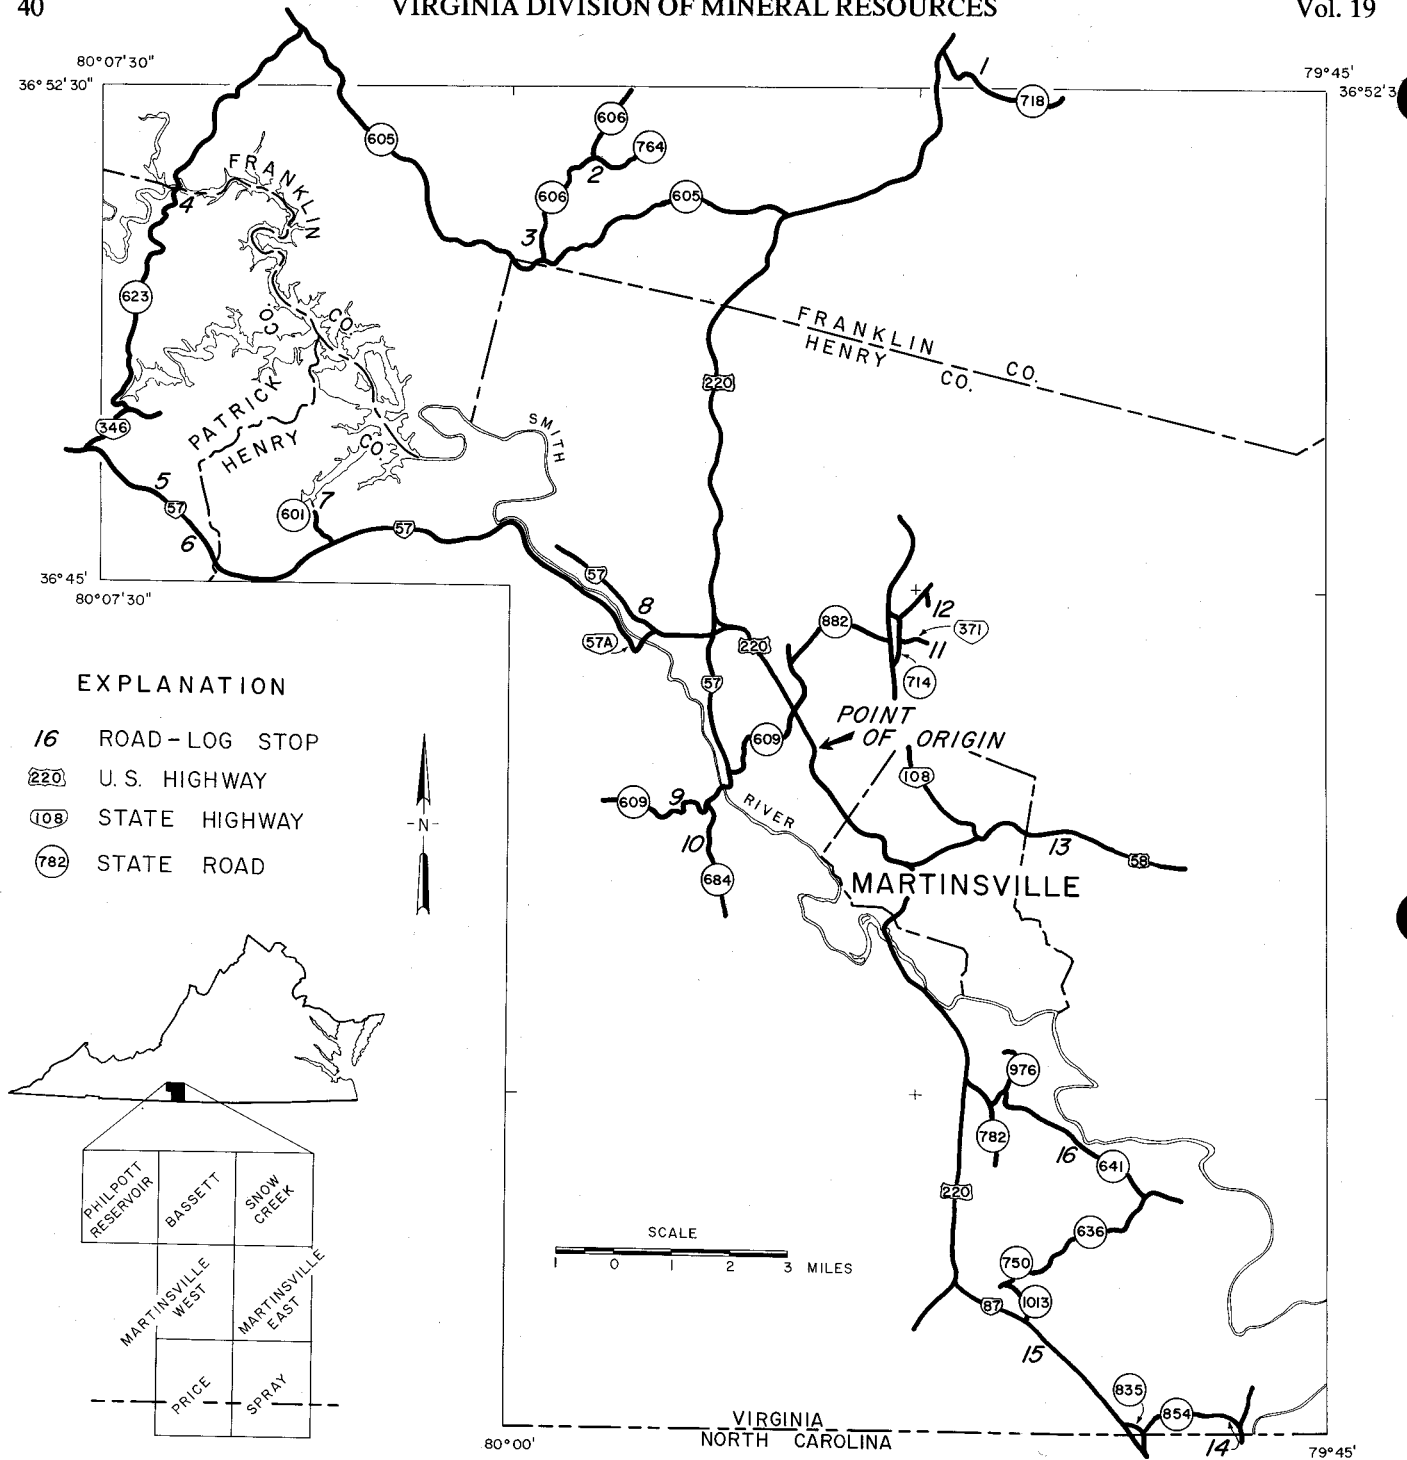 40
VIRGINIA DIVISION OF MINERAL RESOURCES
Vol. 19
80°07'30"
36°52'30"
79°45'
36°52'3
1
718
606
764
2
605
606
605
3
FRANKLIN
4
623
CO.
CO.
FRANKLIN
HENRY
CO.
CO.
220
PATRICK
HENRY
CO.
346
SMITH
5
57
6
601
7
57
36°45'
80°07'30"
57
8
57A
220
882
12
371
11
714
57
EXPLANATION
16 ROAD-LOG STOP
220 U.S. HIGHWAY
108 STATE HIGHWAY
782 STATE ROAD
-N-
POINT
OF ORIGIN
609
108
609
9
RIVER
10
684
13
58
MARTINSVILLE
976
782
16
641
220
636
750
1013
87
15
835
854
14
SCALE
1 0 1 2 3 MILES
PHILPOTT
RESERVOIR
BASSETT
SNOW
CREEK
MARTINSVILLE
WEST
MARTINSVILLE
EAST
PRICE
SPRAY
VIRGINIA
NORTH CAROLINA
80°00'
79°45'